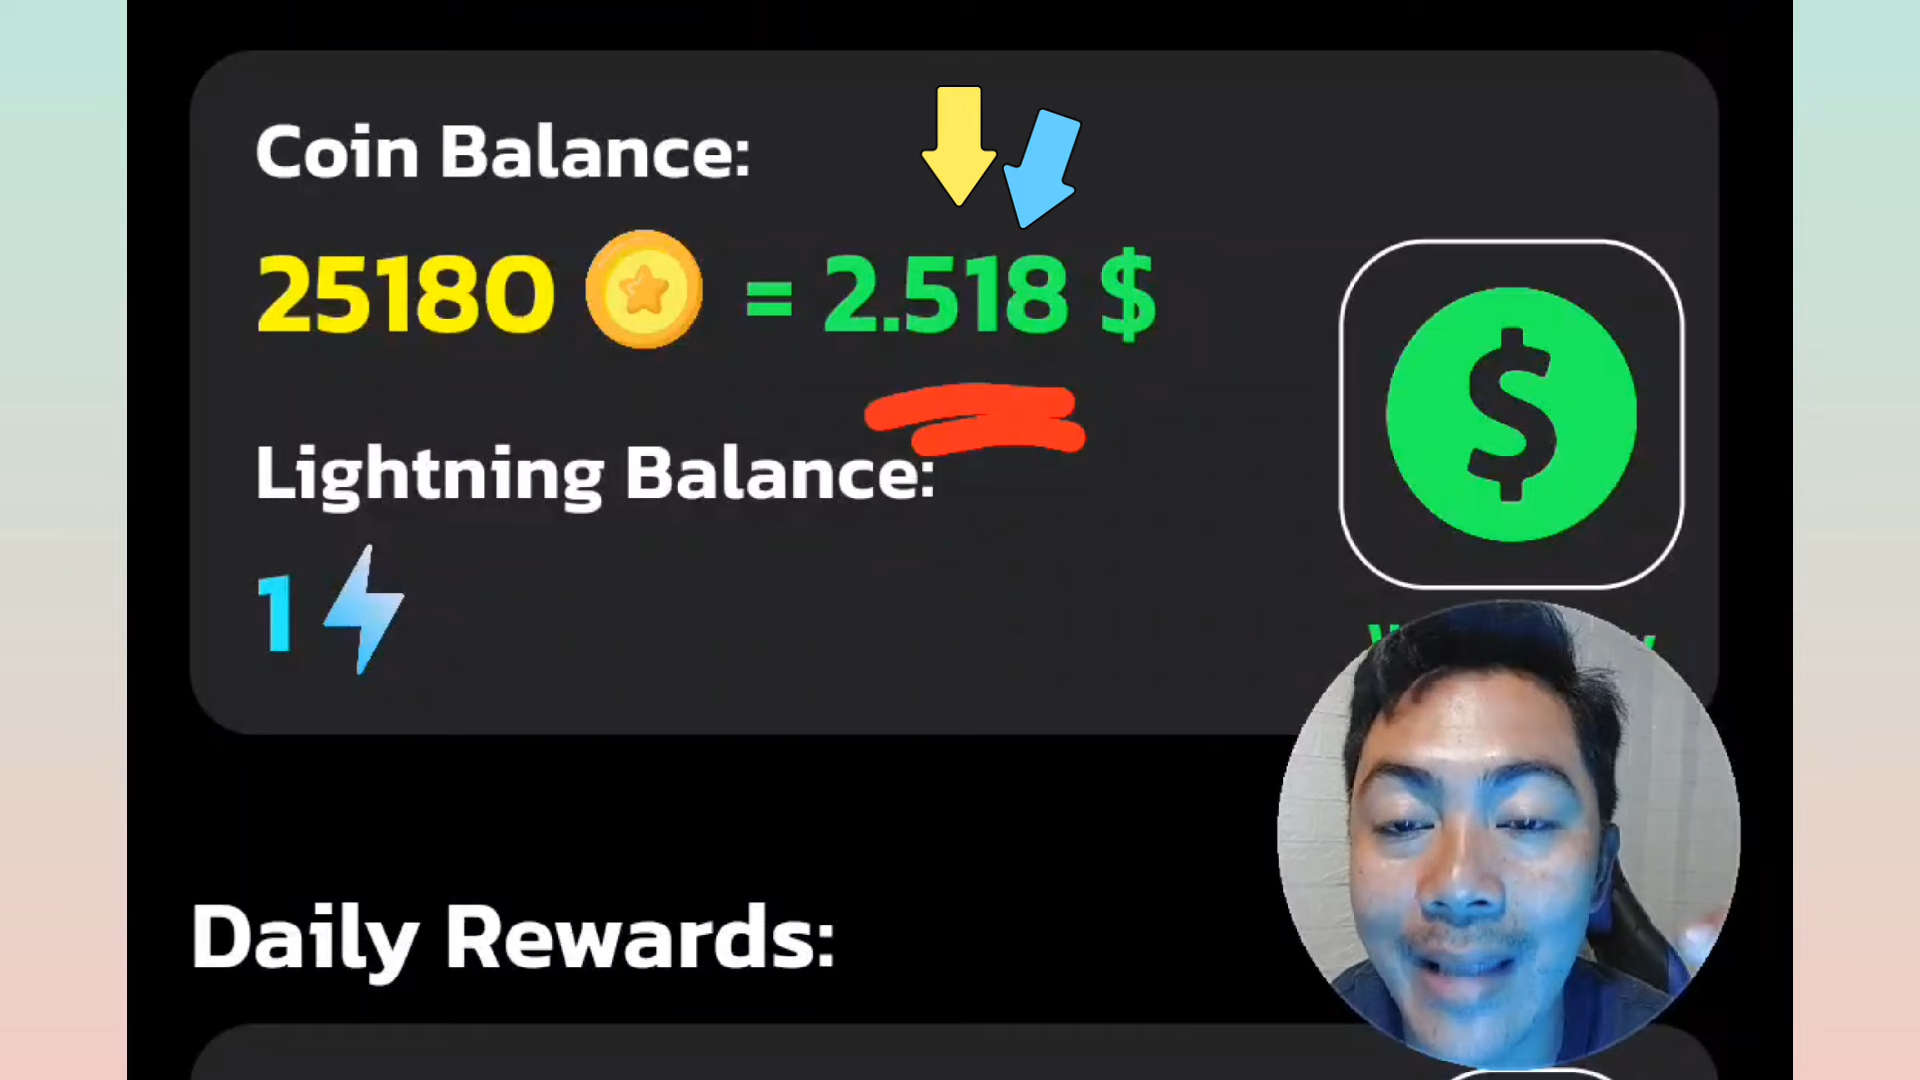 Coin Balance:
25180 = 2.518 $
Lightning Balance:
1
$
Daily Rewards: